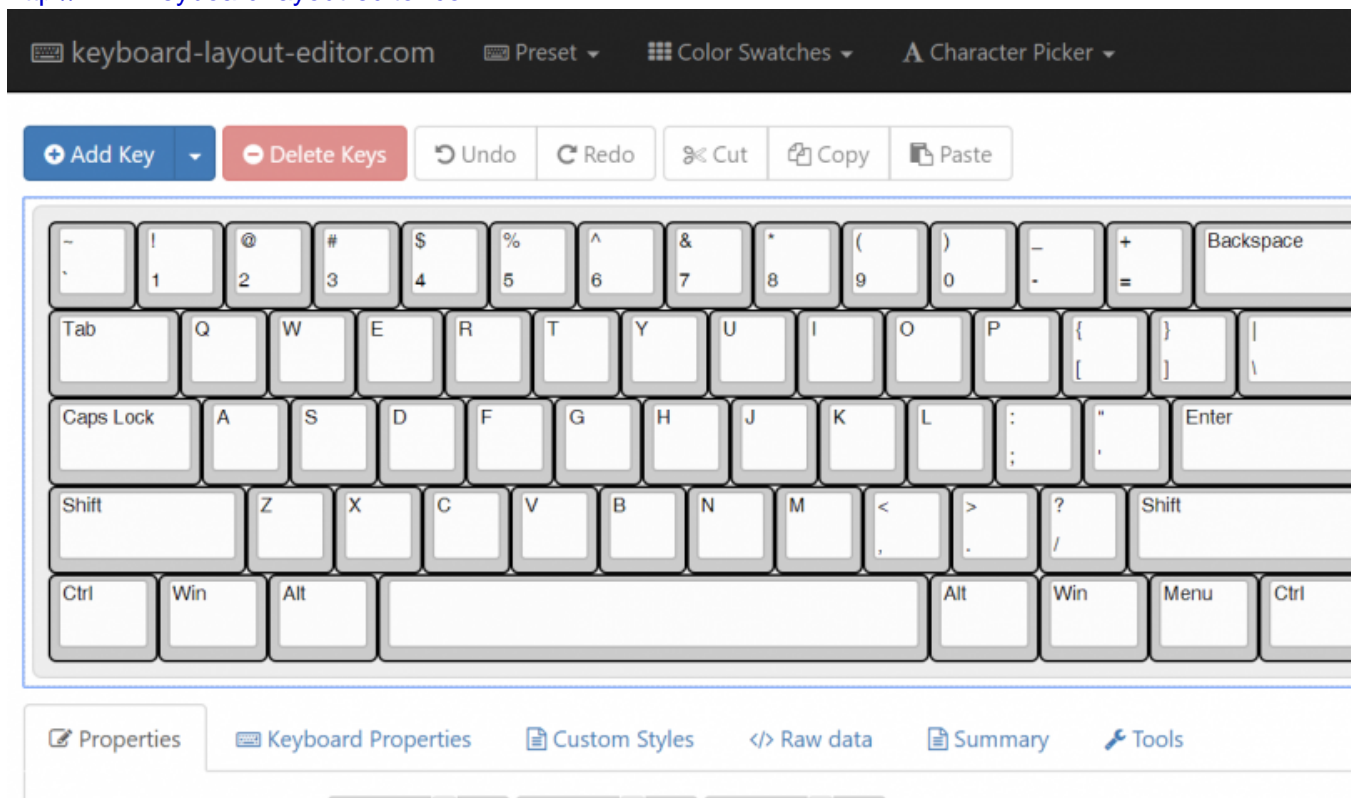 keyboard-layout-editor.com Preset Color Swatches A Character Picker
Add Key Delete Keys Undo Redo Cut Copy Paste
~ ! @ # $ % ^ & * ( ) _ + Backspace
` 1 2 3 4 5 6 7 8 9 0 - =
Tab Q W E R T Y U I O P { } |
[ ] \
Caps Lock A S D F G H J K L : " Enter
; '
Shift Z X C V B N M < > ? Shift
, . /
Ctrl Win Alt Alt Win Menu Ctrl
Properties Keyboard Properties Custom Styles </> Raw data Summary Tools